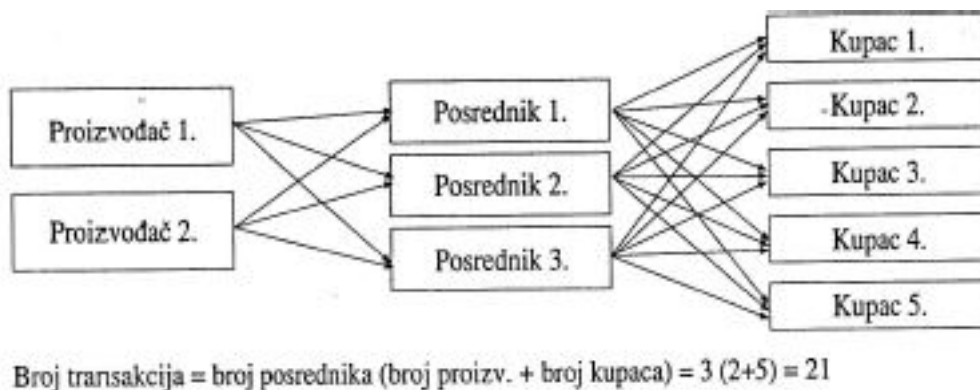 Proizvođač 1.
Proizvođač 2.
Posrednik 1.
Posrednik 2.
Posrednik 3.
Kupac 1.
Kupac 2.
Kupac 3.
Kupac 4.
Kupac 5.
Broj transakcija = broj posrednika (broj proizv. + broj kupaca) = 3 (2+5) = 21